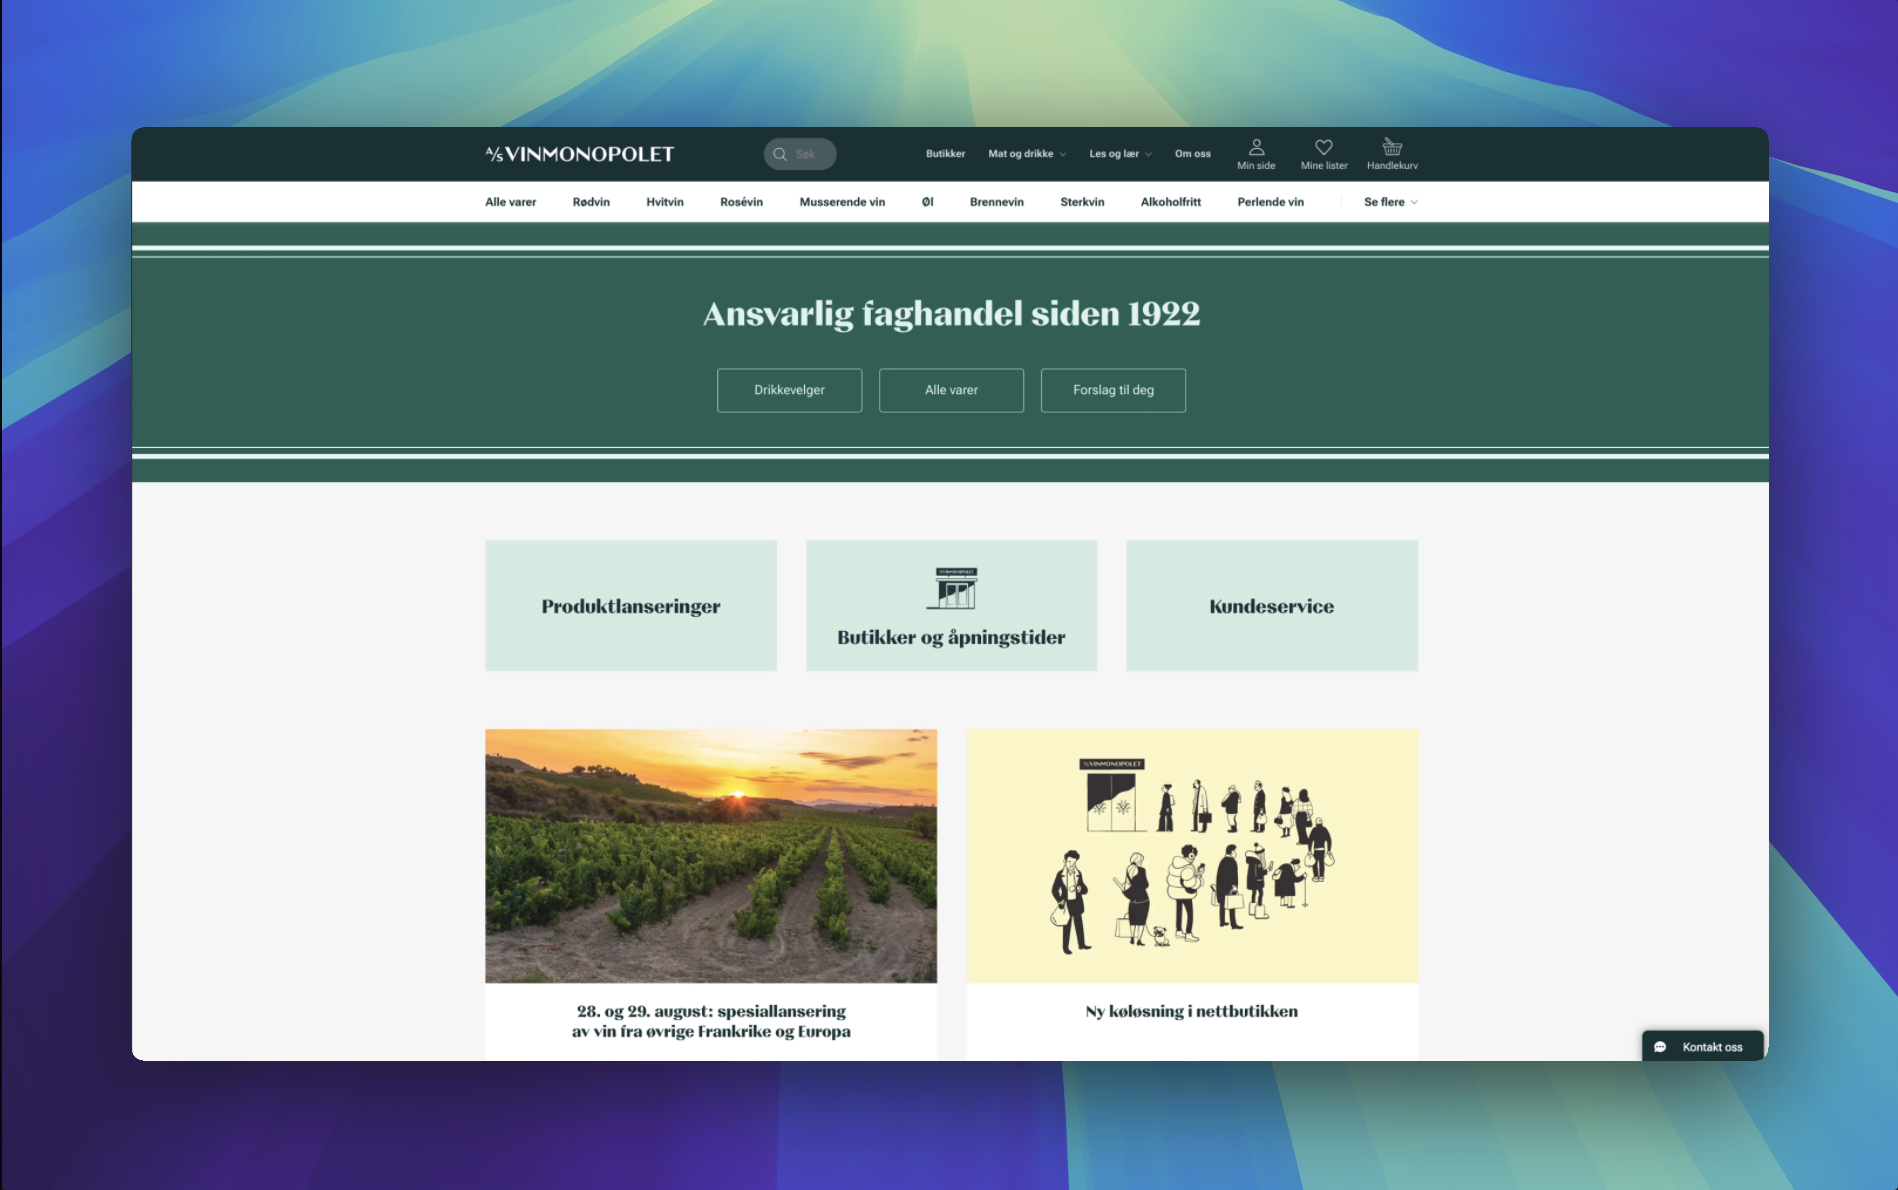 A/S VINMONOPOLET
Søk
Butikker
Mat og drikke
Les og lær
Om oss
Min side
Mine lister
Handlekurv
Alle varer
Rødvin
Hvitvin
Rosévin
Musserende vin
Øl
Brennevin
Sterkvin
Alkoholfritt
Perlende vin
Se flere
Ansvarlig faghandel siden 1922
Drikkevelger
Alle varer
Forslag til deg
Produktlanseringer
A/S VINMONOPOLET
Butikker og åpningstider
Kundeservice
A/S VINMONOPOLET
28. og 29. august: spesiallansering
av vin fra øvrige Frankrike og Europa
Ny køløsning i nettbutikken
Kontakt oss